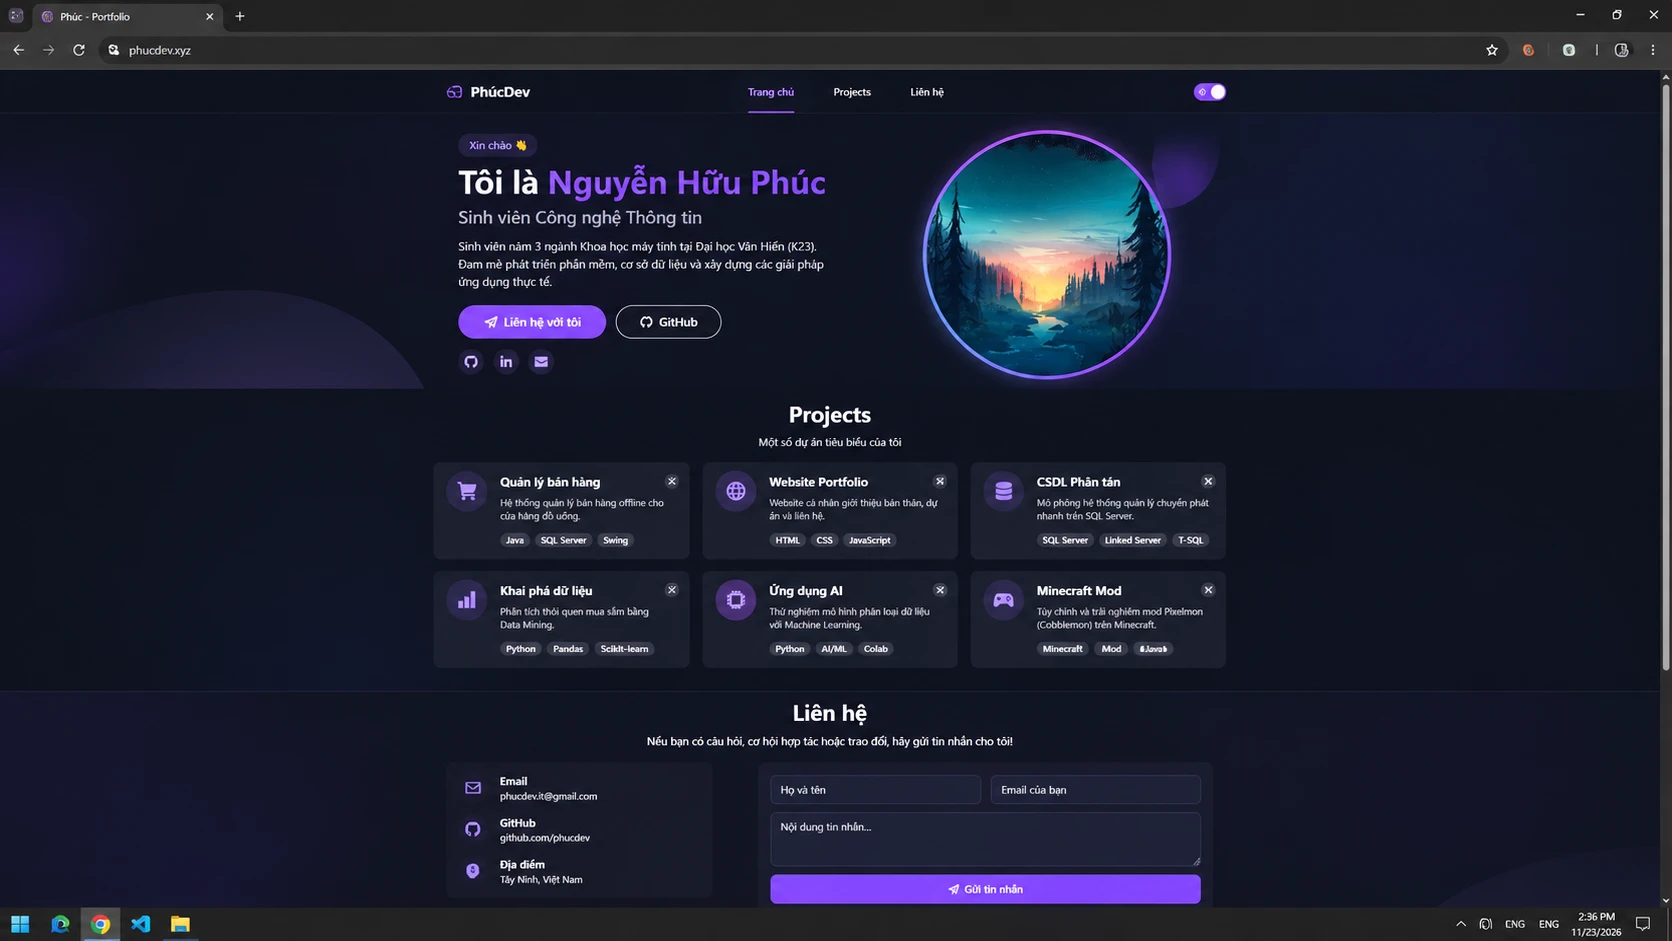 Phúc - Portfolio
phucdev.xyz
PhúcDev
Trang chủ
Projects
Liên hệ
Xin chào 👋
Tôi là Nguyễn Hữu Phúc
Sinh viên Công nghệ Thông tin
Sinh viên năm 3 ngành Khoa học máy tính tại Đại học Văn Hiến (K23).
Đam mê phát triển phần mềm, cơ sở dữ liệu và xây dựng các giải pháp
ứng dụng thực tế.
Liên hệ với tôi
GitHub
Projects
Một số dự án tiêu biểu của tôi
Quản lý bán hàng
Hệ thống quản lý bán hàng offline cho
cửa hàng đồ uống.
Java
SQL Server
Swing
Website Portfolio
Website cá nhân giới thiệu bản thân, dự
án và liên hệ.
HTML
CSS
JavaScript
CSDL Phân tán
Mô phỏng hệ thống quản lý chuyển phát
nhanh trên SQL Server.
SQL Server
Linked Server
T-SQL
Khai phá dữ liệu
Phân tích thói quen mua sắm bằng
Data Mining.
Python
Pandas
Scikit-learn
Ứng dụng AI
Thử nghiệm mô hình phân loại dữ liệu
với Machine Learning.
Python
AI/ML
Colab
Minecraft Mod
Tùy chỉnh và trải nghiệm mod Pixelmon
(Cobblemon) trên Minecraft.
Minecraft
Mod
Liên hệ
Nếu bạn có câu hỏi, cơ hội hợp tác hoặc trao đổi, hãy gửi tin nhắn cho tôi!
Email
phucdev.it@gmail.com
GitHub
github.com/phucdev
Địa điểm
Tây Ninh, Việt Nam
Họ và tên
Email của bạn
Nội dung tin nhắn...
Gửi tin nhắn
ENG
2:36 PM
11/23/2026